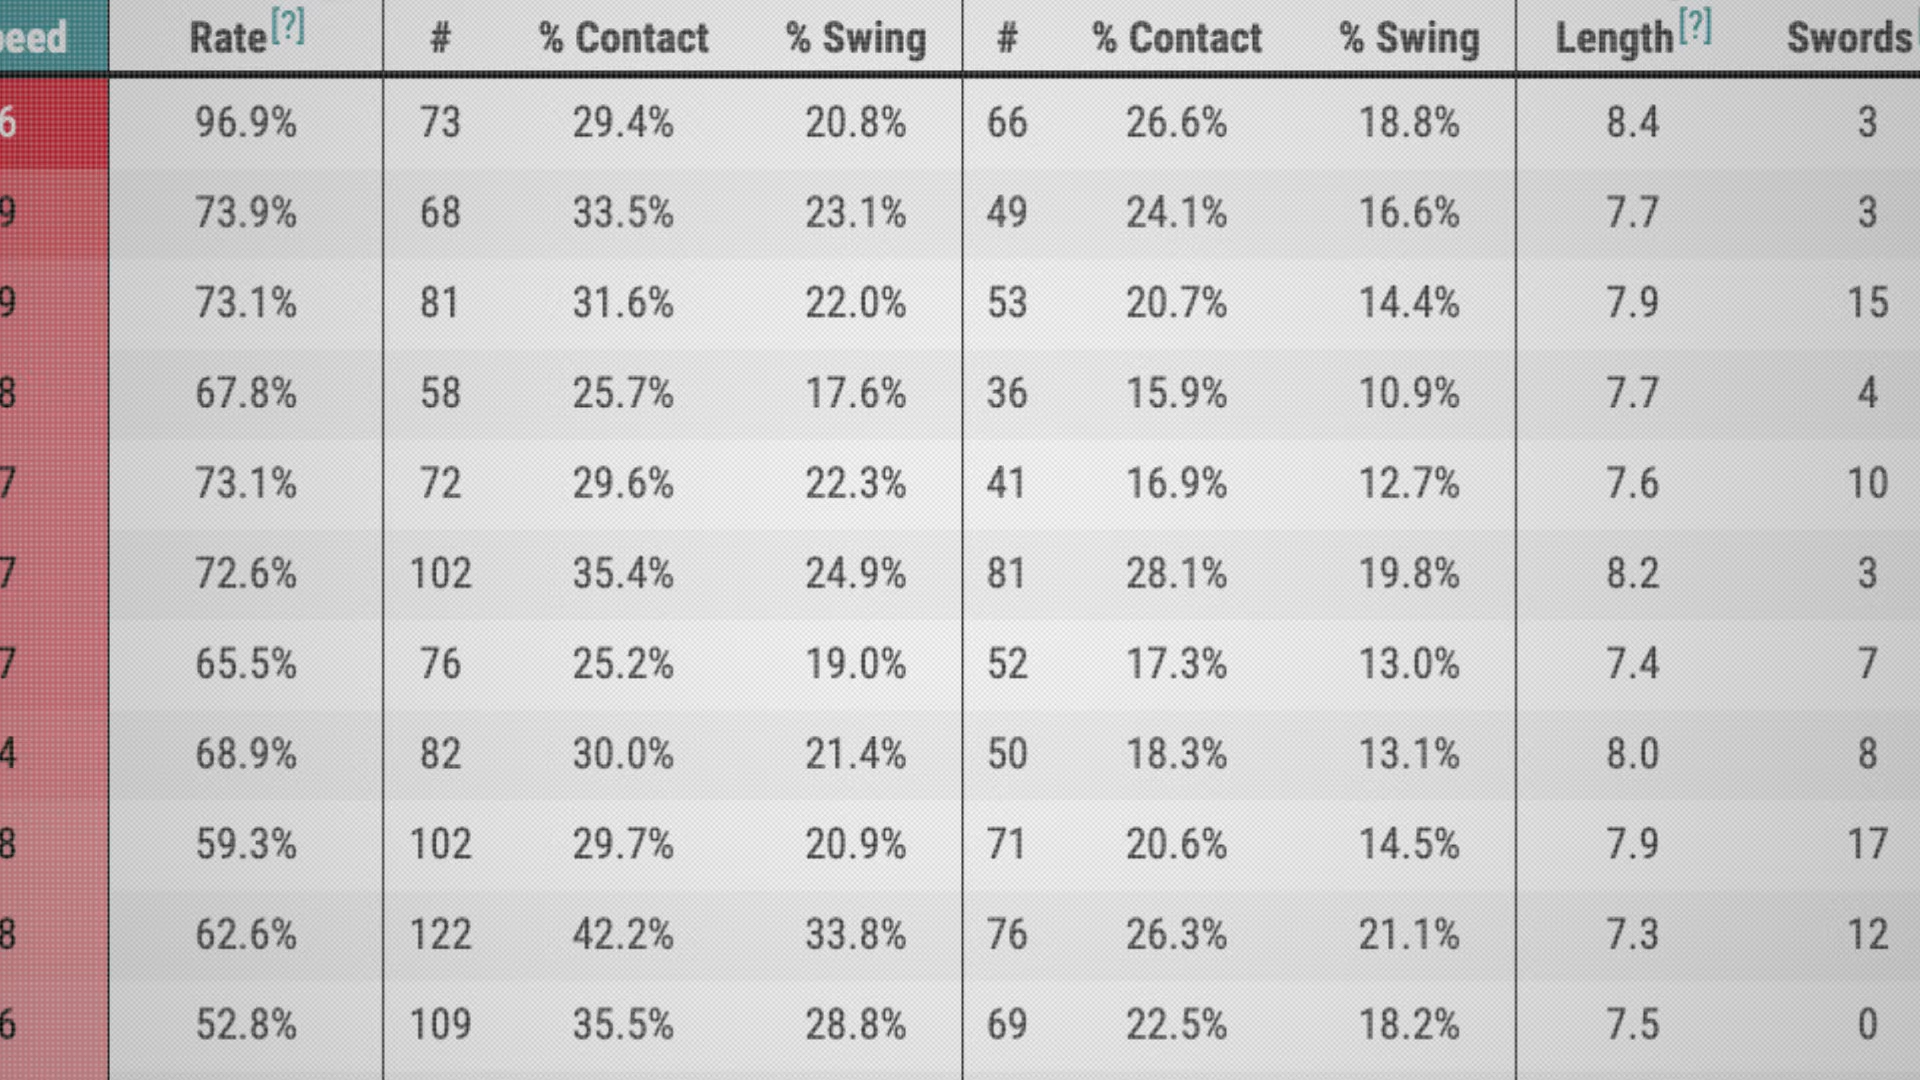 peed Rate[?] # % Contact % Swing # % Contact % Swing Length[?] Swords
6 96.9% 73 29.4% 20.8% 66 26.6% 18.8% 8.4 3
9 73.9% 68 33.5% 23.1% 49 24.1% 16.6% 7.7 3
9 73.1% 81 31.6% 22.0% 53 20.7% 14.4% 7.9 15
8 67.8% 58 25.7% 17.6% 36 15.9% 10.9% 7.7 4
7 73.1% 72 29.6% 22.3% 41 16.9% 12.7% 7.6 10
7 72.6% 102 35.4% 24.9% 81 28.1% 19.8% 8.2 3
7 65.5% 76 25.2% 19.0% 52 17.3% 13.0% 7.4 7
4 68.9% 82 30.0% 21.4% 50 18.3% 13.1% 8.0 8
8 59.3% 102 29.7% 20.9% 71 20.6% 14.5% 7.9 17
8 62.6% 122 42.2% 33.8% 76 26.3% 21.1% 7.3 12
6 52.8% 109 35.5% 28.8% 69 22.5% 18.2% 7.5 0